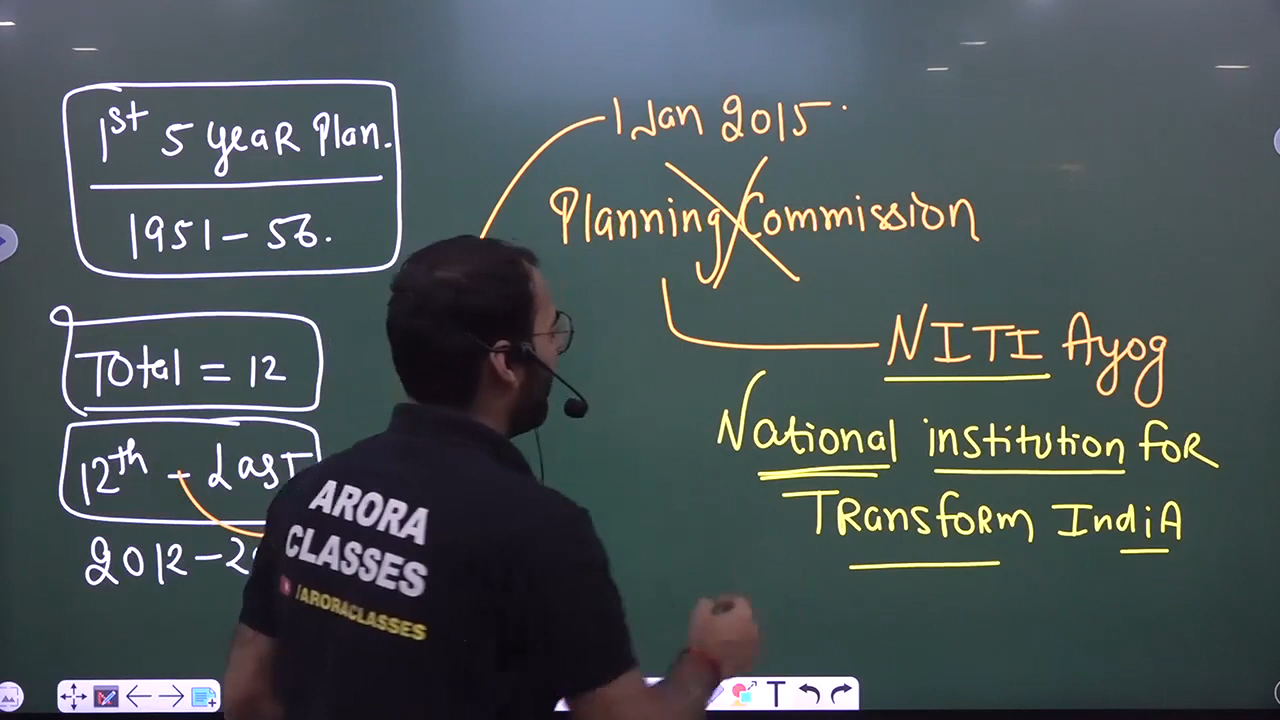 1st 5 year Plan.
1951-56.
Total = 12
12th - Last
2012-2
1 Jan 2015
Planning Commission
NITI Ayog
National institution for
Transform India
ARORA
CLASSES
/ARORACLASSES
T